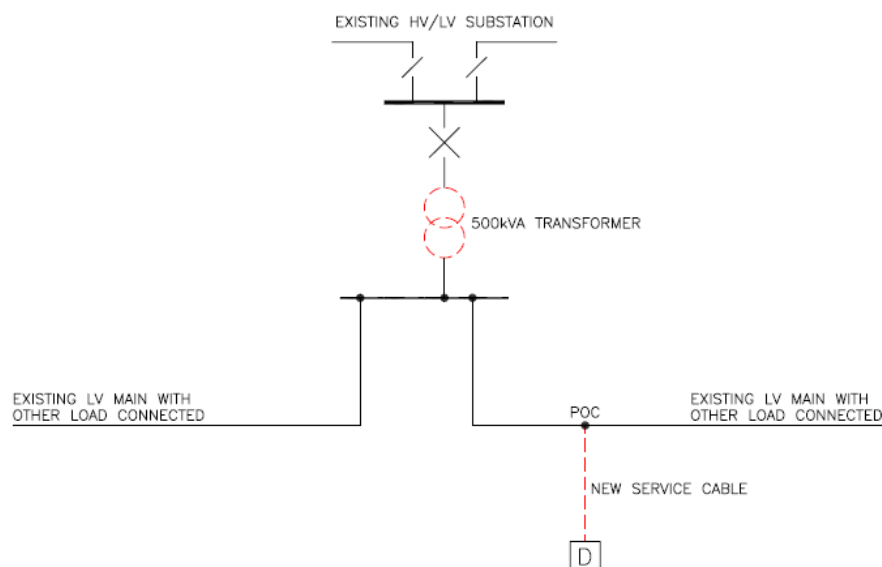 EXISTING HV/LV SUBSTATION
500kVA TRANSFORMER
EXISTING LV MAIN WITH
OTHER LOAD CONNECTED
POC
EXISTING LV MAIN WITH
OTHER LOAD CONNECTED
NEW SERVICE CABLE
D